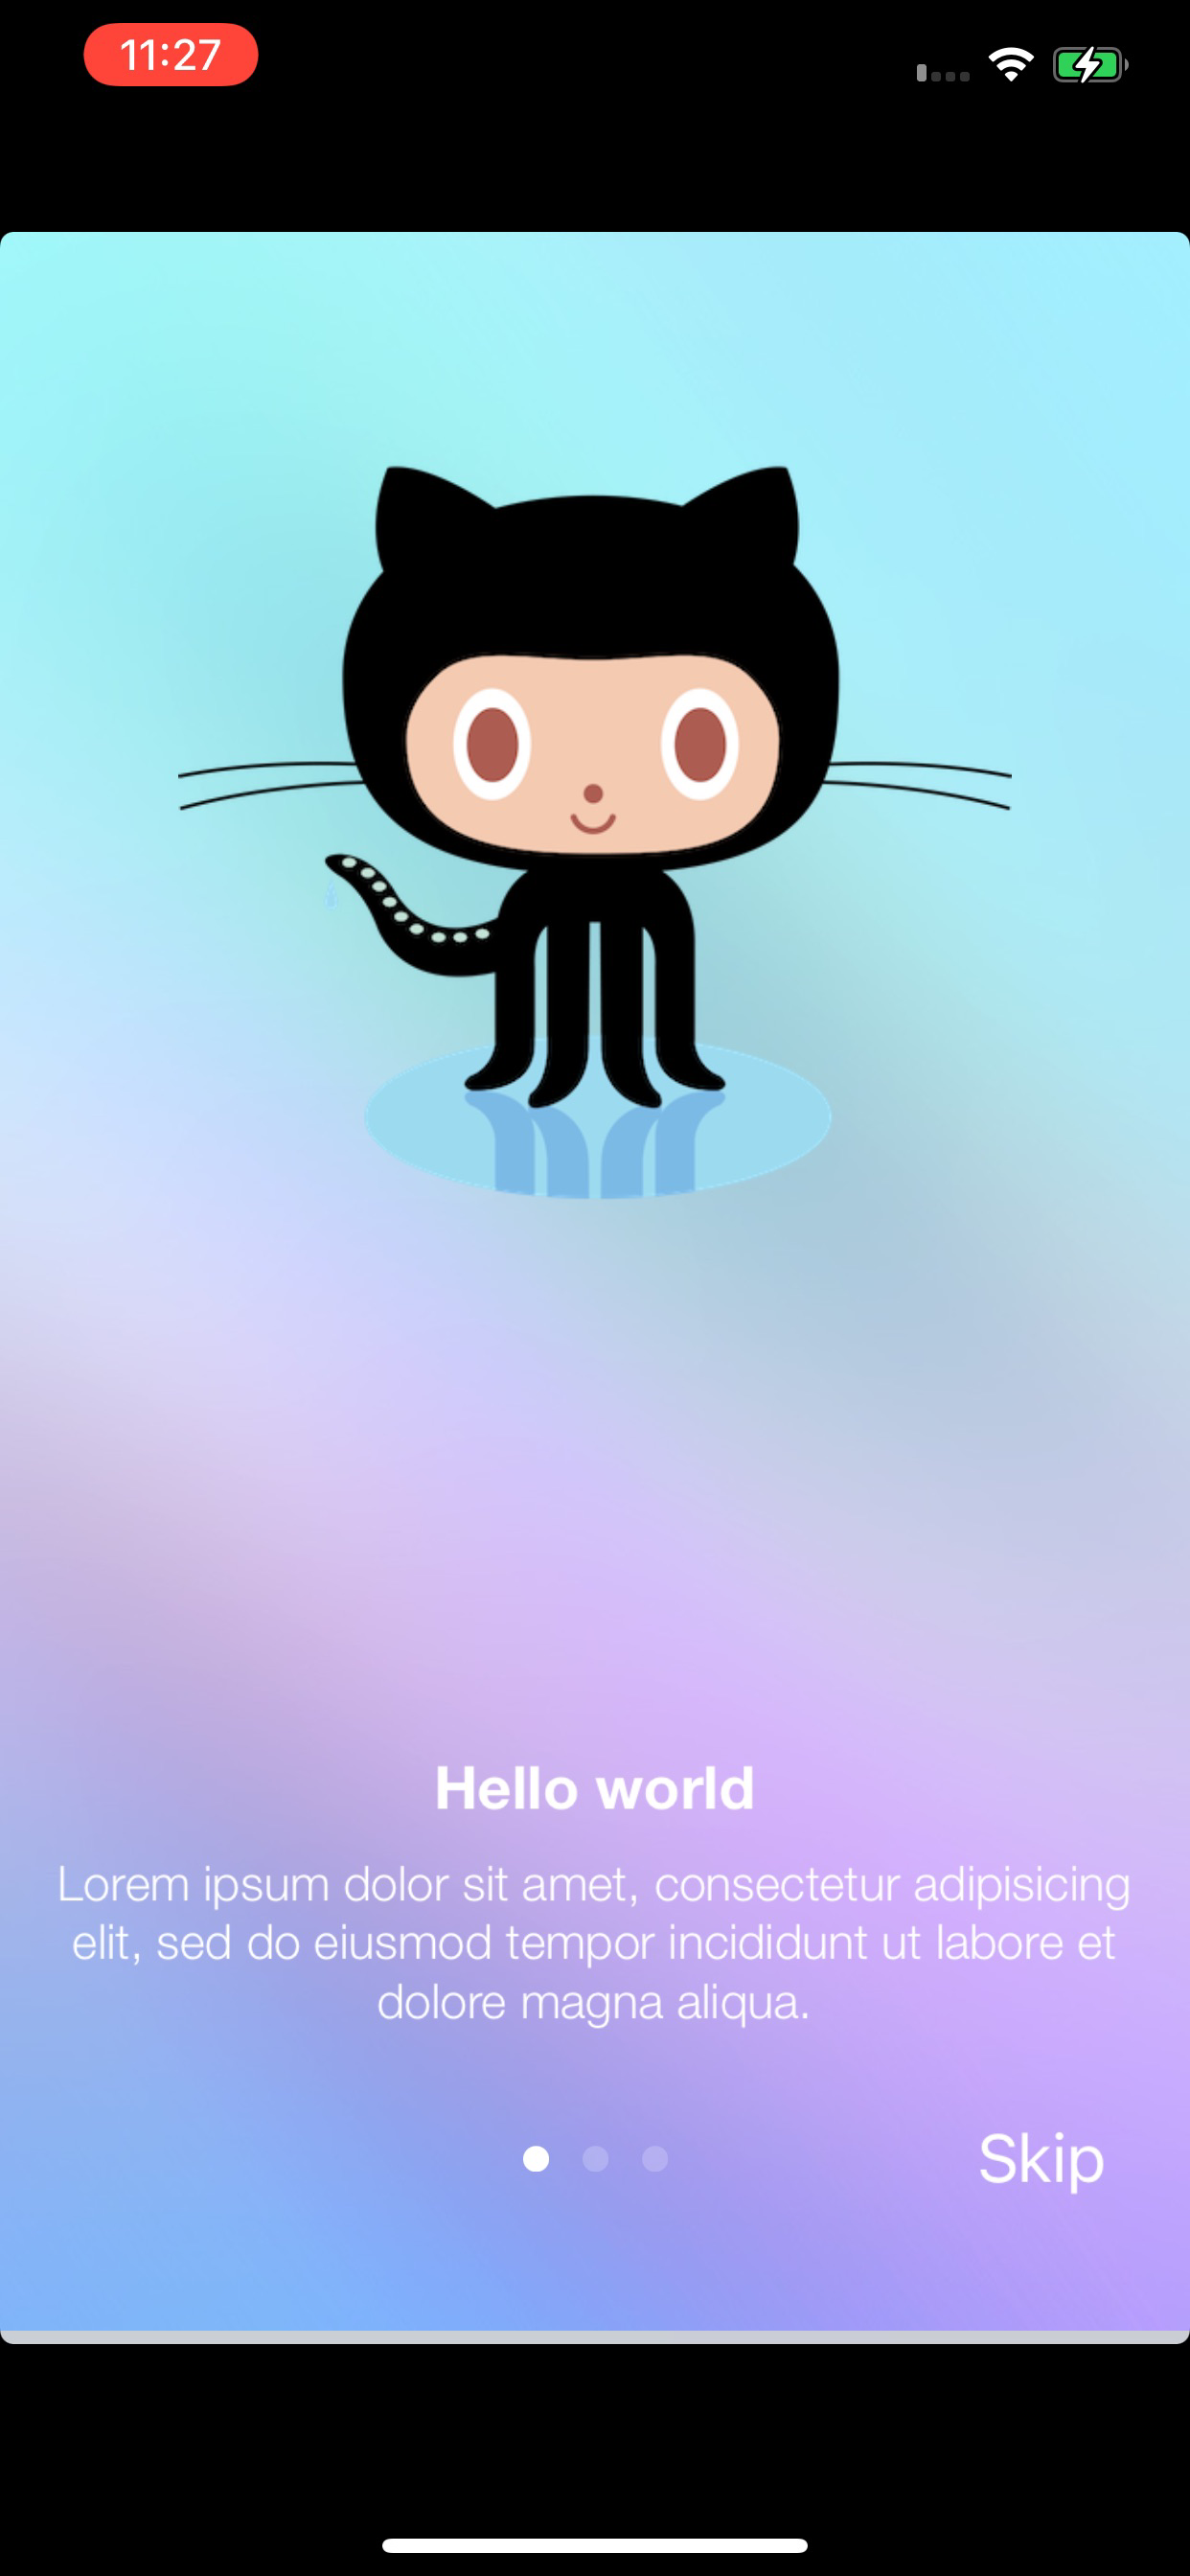 11:27
Hello world
Lorem ipsum dolor sit amet, consectetur adipisicing
elit, sed do eiusmod tempor incididunt ut labore et
dolore magna aliqua.
Skip